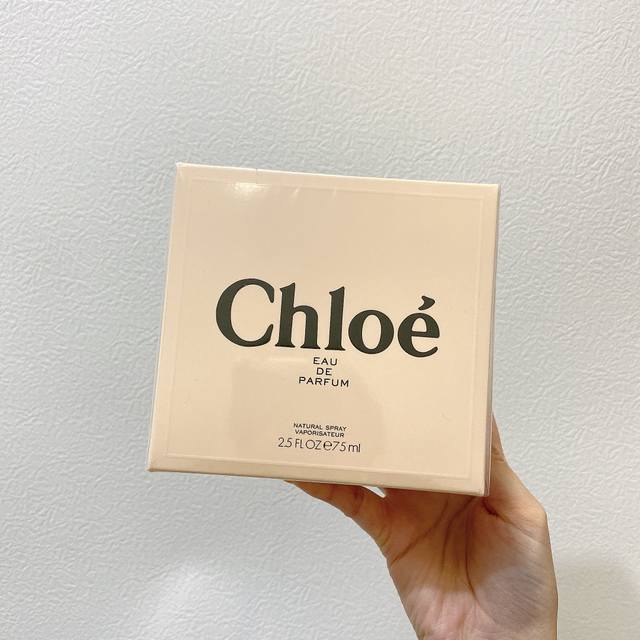 Chloé
EAU
DE
PARFUM
NATURAL SPRAY
VAPORISATEUR
2.5 FL.OZ ℮ 75 ml